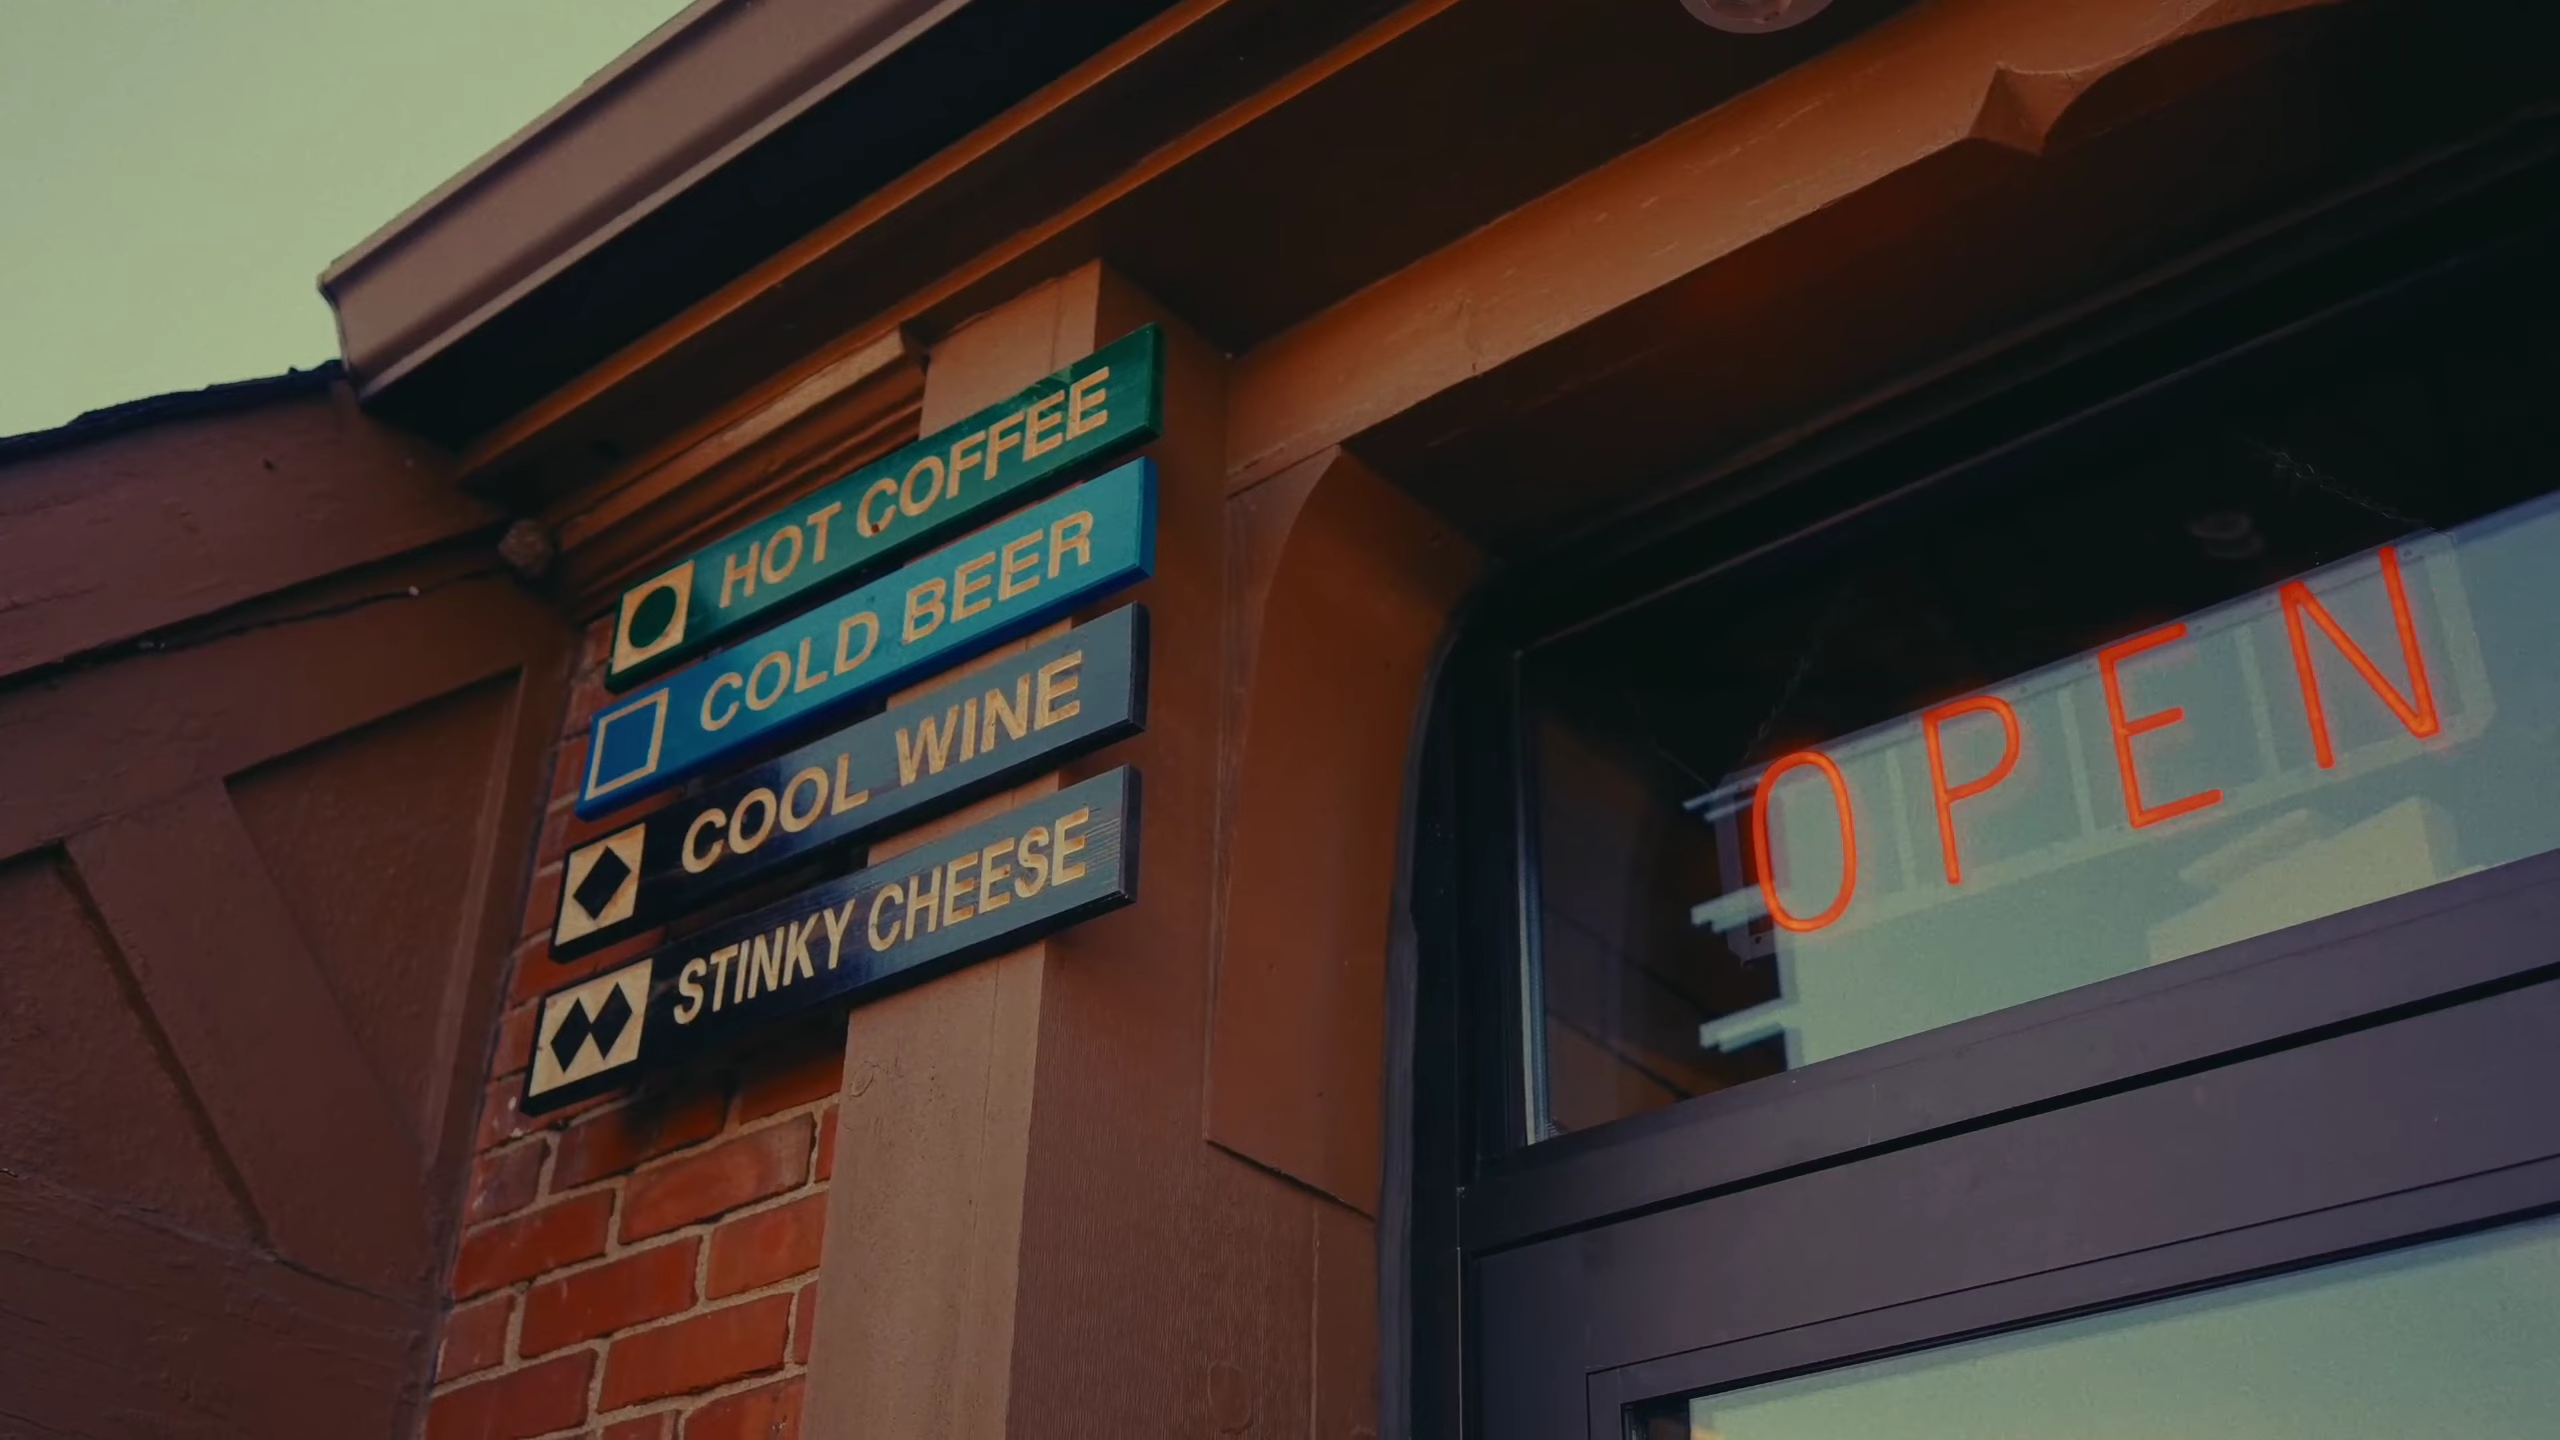 HOT COFFEE
COLD BEER
COOL WINE
STINKY CHEESE
OPEN